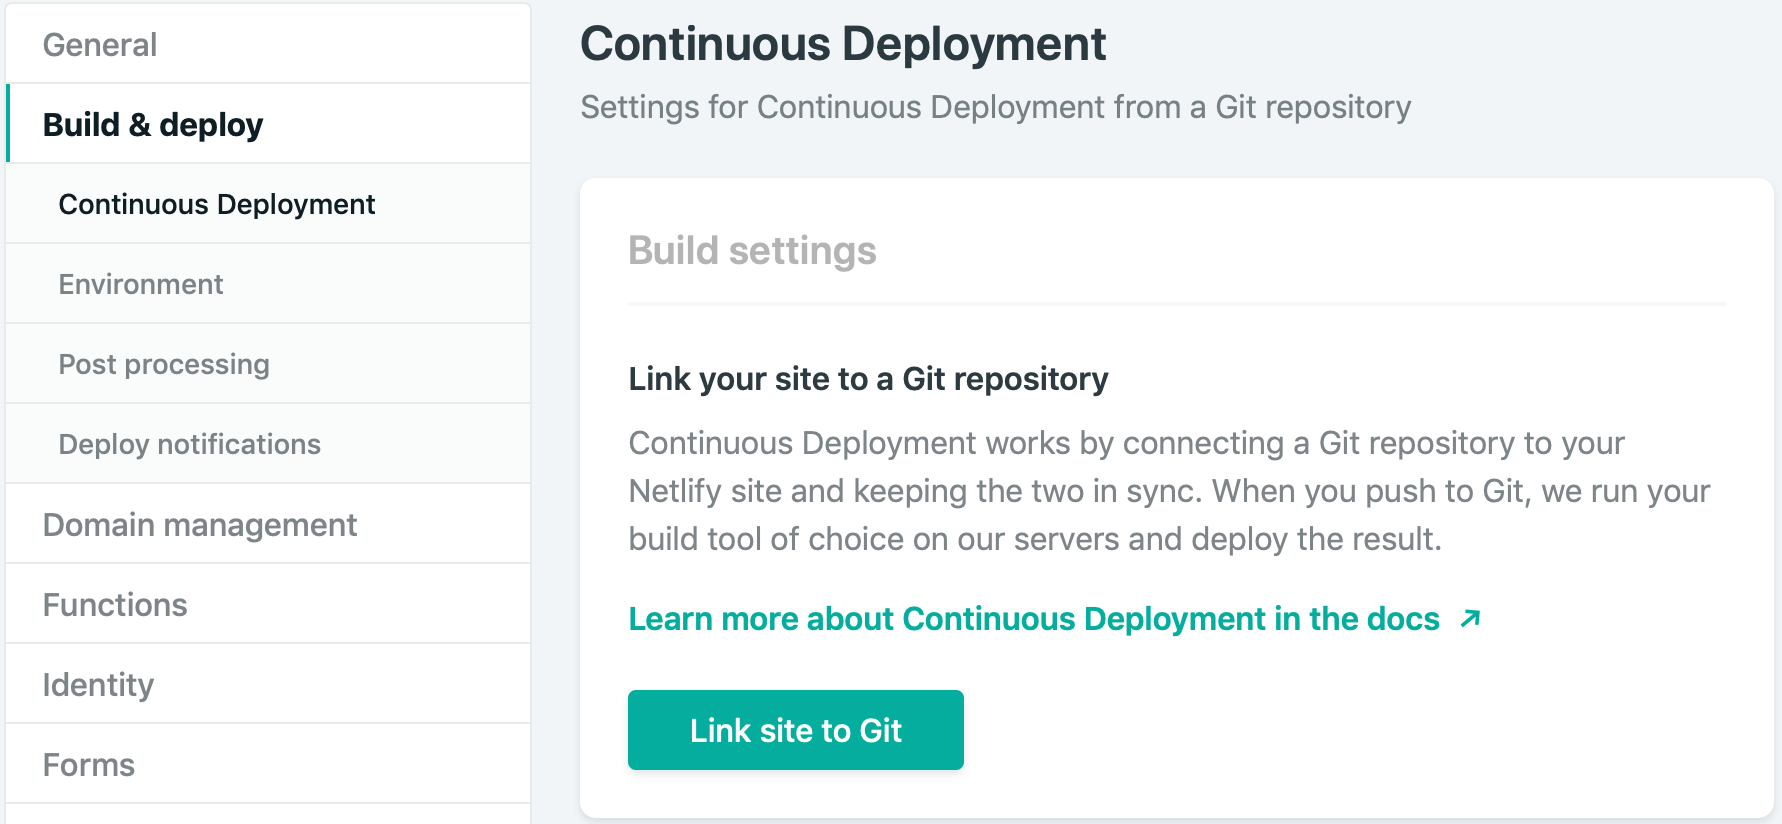 General
Build & deploy
Continuous Deployment
Environment
Post processing
Deploy notifications
Domain management
Functions
Identity
Forms
Continuous Deployment
Settings for Continuous Deployment from a Git repository
Build settings
Link your site to a Git repository
Continuous Deployment works by connecting a Git repository to your
Netlify site and keeping the two in sync. When you push to Git, we run your
build tool of choice on our servers and deploy the result.
Learn more about Continuous Deployment in the docs ↗
Link site to Git